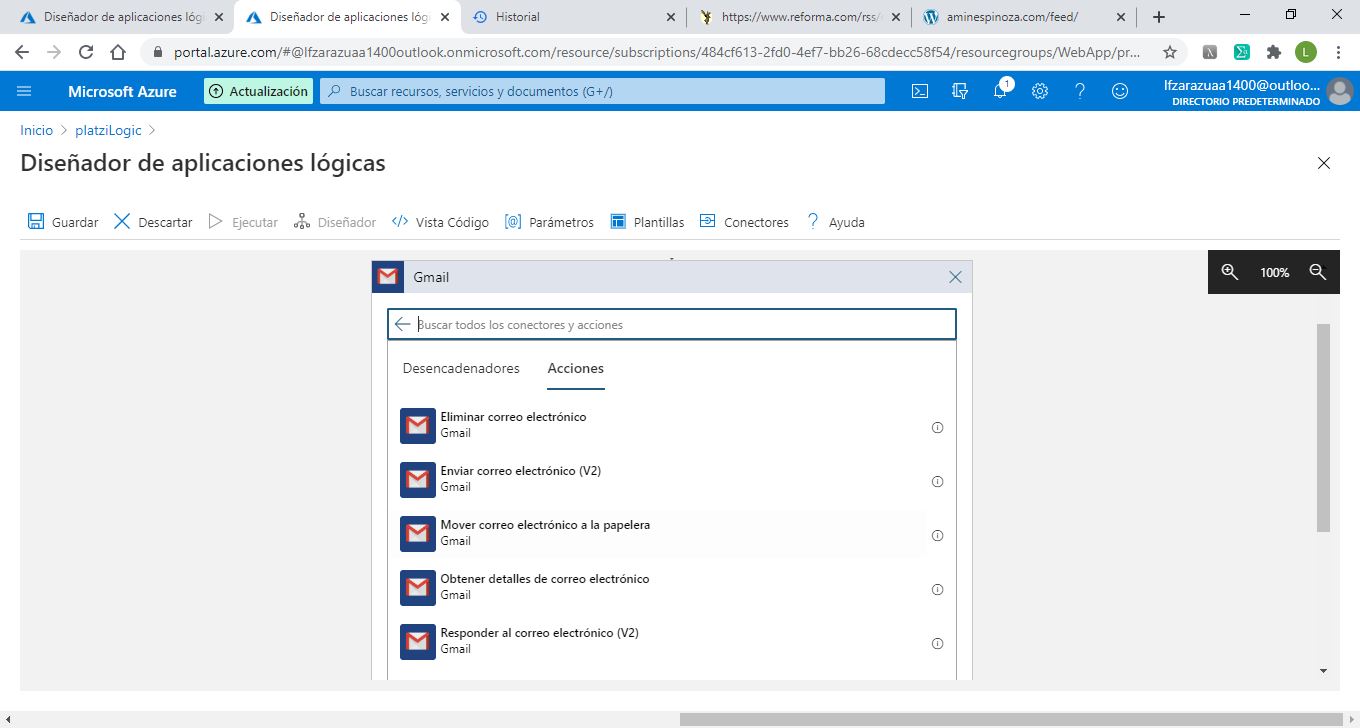 Diseñador de aplicaciones lóg
Diseñador de aplicaciones lóg
Historial
https://www.reforma.com/rss/
aminespinoza.com/feed/
portal.azure.com/#@lfzarazuaa1400outlook.onmicrosoft.com/resource/subscriptions/484cf613-2fd0-4ef7-bb26-68cdecc58f54/resourcegroups/WebApp/pr...
L
Microsoft Azure
Actualización
Buscar recursos, servicios y documentos (G+/)
1
lfzarazuaa1400@outloo...
DIRECTORIO PREDETERMINADO
Inicio > platziLogic >
Diseñador de aplicaciones lógicas
Guardar
Descartar
Ejecutar
Diseñador
Vista Código
Parámetros
Plantillas
Conectores
Ayuda
Gmail
100%
Buscar todos los conectores y acciones
Desencadenadores
Acciones
Eliminar correo electrónico
Gmail
Enviar correo electrónico (V2)
Gmail
Mover correo electrónico a la papelera
Gmail
Obtener detalles de correo electrónico
Gmail
Responder al correo electrónico (V2)
Gmail